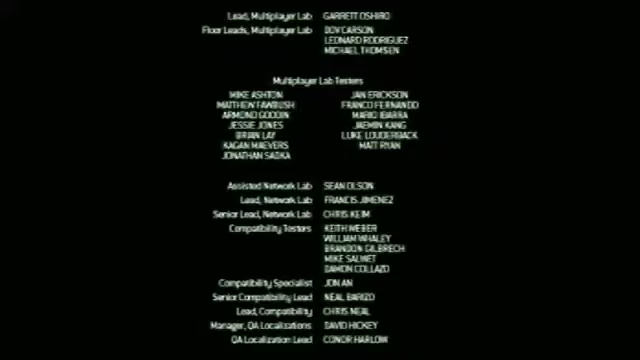 Lead, Multiplayer Lab GARRETT OSHIRO
Floor Leads, Multiplayer Lab DOV CARSON
LEONARD RODRIGUEZ
MICHAEL THOMSEN
Multiplayer Lab Testers
MIKE ASHTON JAN ERICKSON
MATTHEW FAWBUSH FRANCO FERNANDO
ARMOND GOODIN MARIO IBARRA
JESSIE JONES JAEMIN KANG
BRIAN LAY LUKE LOUDERBACK
KAGAN MAEVERS MATT RYAN
JONATHAN SADKA
Assisted Network Lab SEAN OLSON
Lead, Network Lab FRANCIS JIMENEZ
Senior Lead, Network Lab CHRIS KEIM
Compatibility Testers KEITH WEBER
WILLIAM WHALEY
BRANDON GILBRECH
MIKE SALWET
DAMON COLLAZO
Compatibility Specialist JON AN
Senior Compatibility Lead NEAL BARIZO
Lead, Compatibility CHRIS NEAL
Manager, QA Localizations DAVID HICKEY
QA Localization Lead CONOR HARLOW